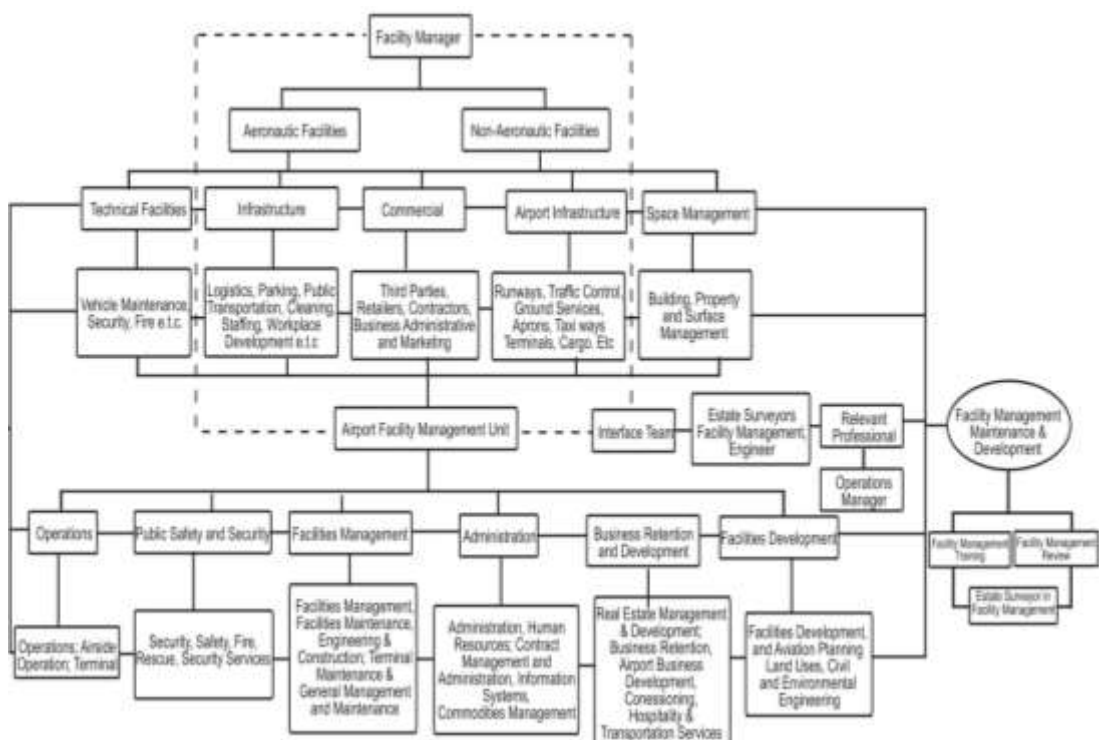 Facility Manager
Aeronautic Facilities
Non-Aeronautic Facilities
Technical Facilities
Infrastructure
Commercial
Airport Infrastructure
Space Management
Vehicle Maintenance,
Security, Fire e.t.c.
Logistics, Parking, Public
Transportation, Cleaning,
Staffing, Workplace
Development e.t.c
Third Parties,
Retailers, Contractors,
Business Administrative
and Marketing
Runways, Traffic Control,
Ground Services,
Aprons, Taxi ways
Terminals, Cargo, Etc
Building, Property
and Surface
Management
Airport Facility Management Unit
Interface Team
Estate Surveyors
Facility Management,
Engineer
Relevant
Professional
Operations
Manager
Facility Management
Maintenance &
Development
Operations
Public Safety and Security
Facilities Management
Administration
Business Retention
and Development
Facilities Development
Facility Management
Training
Facility Management
Review
Estate Surveyor in
Facility Management
Operations; Airside
Operation; Terminal
Security, Safety, Fire,
Rescue, Security Services
Facilities Management,
Facilities Maintenance,
Engineering &
Construction; Terminal
Maintenance &
General Management
and Maintenance
Administration, Human
Resources; Contract Management
and Administration, Information
Systems,
Commodities Management
Real Estate Management
& Development;
Business Retention,
Airport Business
Development,
Conessioning,
Hospitality &
Transportation Services
Facilities Development,
and Aviation Planning
Land Uses, Civil
and Environmental
Engineering